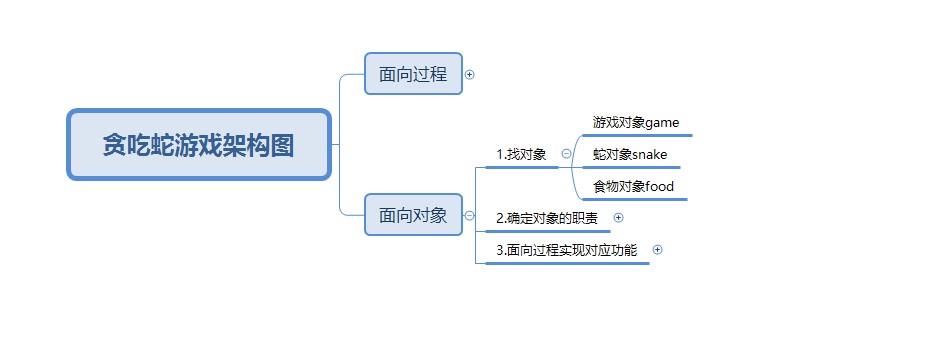 贪吃蛇游戏架构图
面向过程
面向对象
1.找对象
游戏对象game
蛇对象snake
食物对象food
2.确定对象的职责
3.面向过程实现对应功能